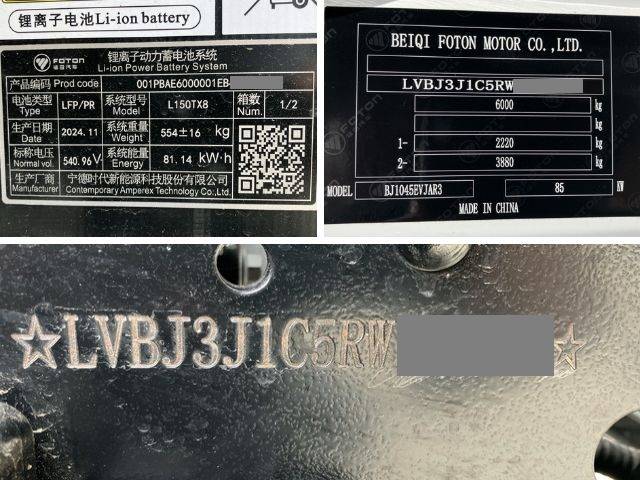 锂离子电池Li-ion battery
FOTON
福田汽车
锂离子动力蓄电池系统
Li-ion Power Battery System
产品编码 Prod code 001PBAE6000001EB-
电池类型 Type LFP/PR 系统型号 Model L150TX8 箱数 Num. 1/2
生产日期 Date 2024.11 系统重量 Weight 554±16 kg
标称电压 Normal vol. 540.96V 系统能量 Energy 81.14 kW·h
生产厂商 Manufacturer 宁德时代新能源科技股份有限公司
Contemporary Amperex Technology Co., Limited
BEIQI FOTON MOTOR CO.,LTD.
LVBJ3J1C5RW
6000 kg
kg
1- 2220 kg
2- 3880 kg
MODEL BJ1045EVJAR3 85 KW
MADE IN CHINA
☆LVBJ3J1C5RW ☆